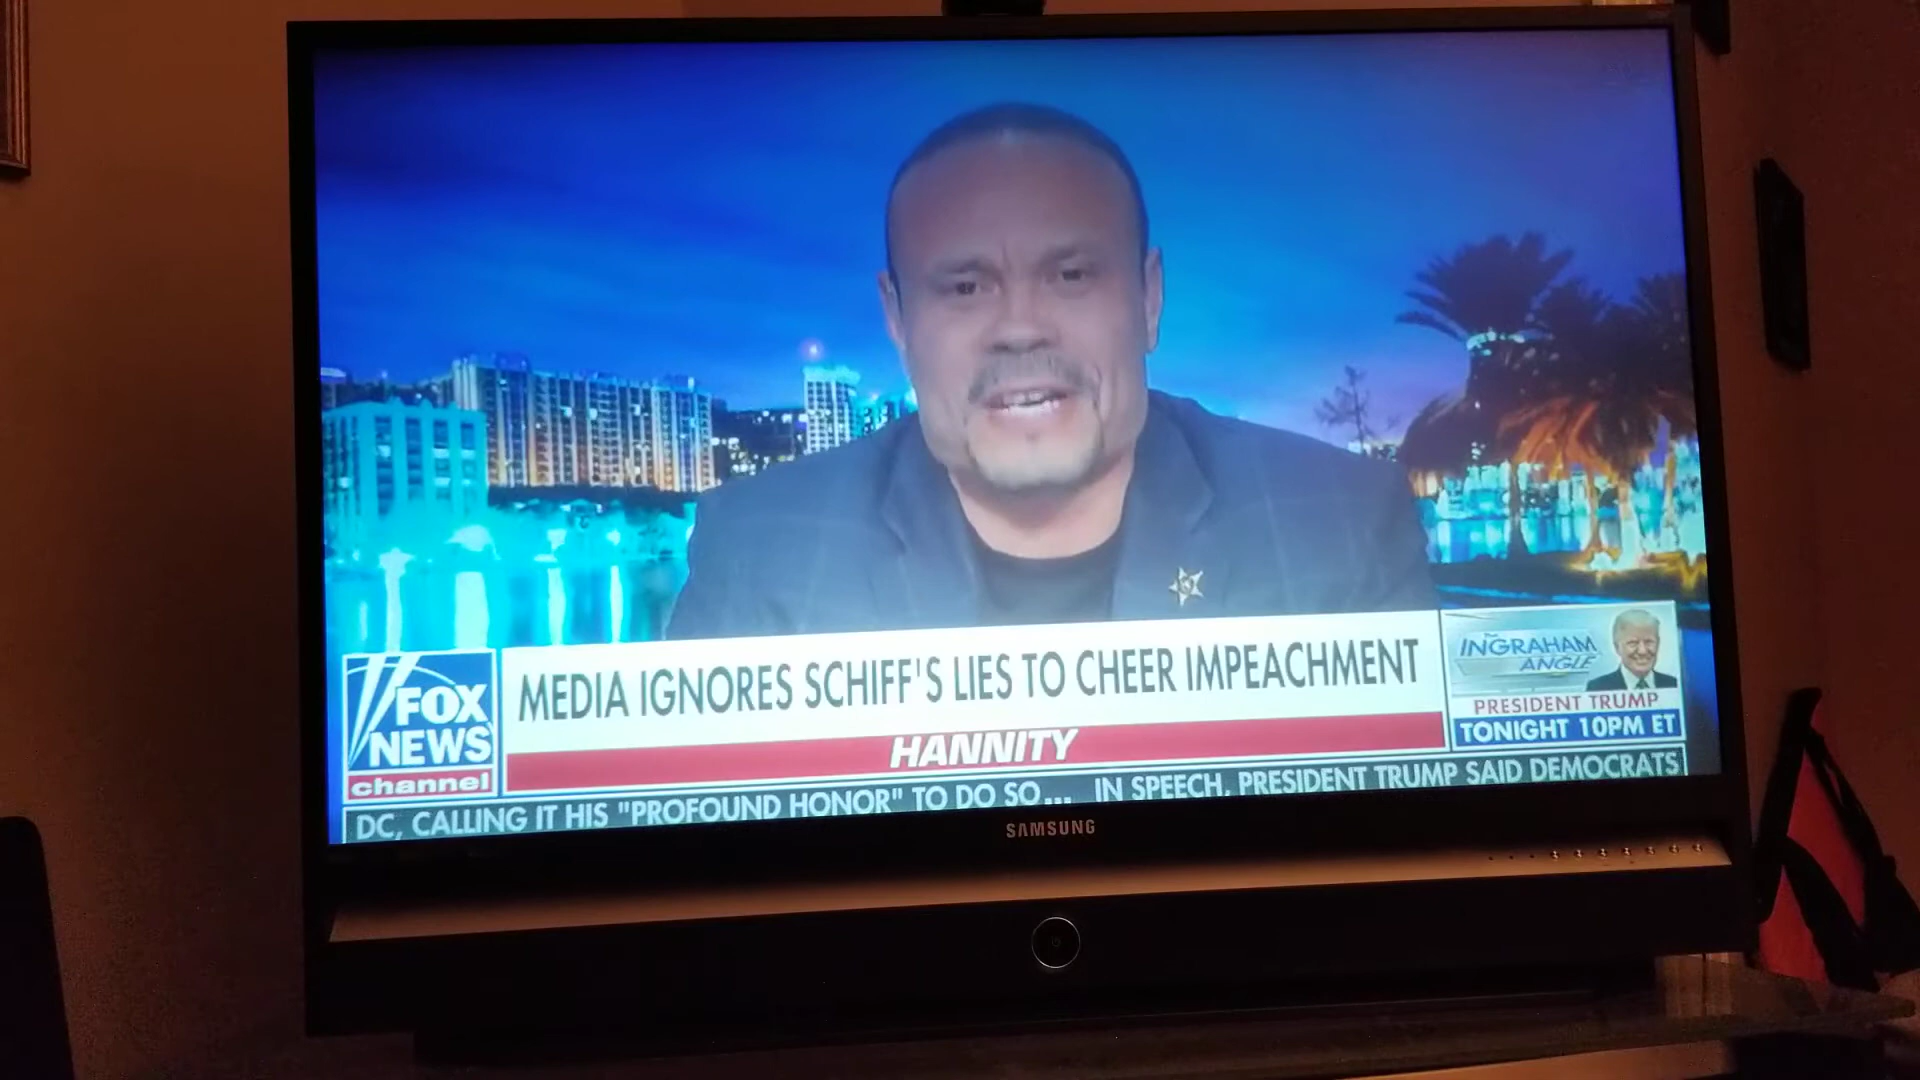 MEDIA IGNORES SCHIFF'S LIES TO CHEER IMPEACHMENT
HANNITY
FOX
NEWS
channel
The
INGRAHAM
ANGLE
PRESIDENT TRUMP
TONIGHT 10PM ET
DC, CALLING IT HIS "PROFOUND HONOR" TO DO SO... IN SPEECH, PRESIDENT TRUMP SAID DEMOCRATS
SAMSUNG